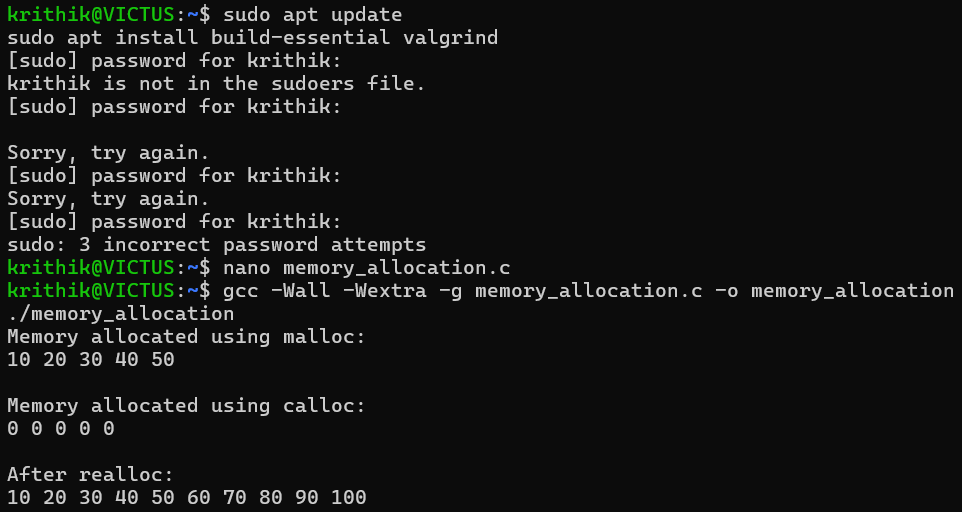 krithik@VICTUS:~$ sudo apt update
sudo apt install build-essential valgrind
[sudo] password for krithik:
krithik is not in the sudoers file.
[sudo] password for krithik:
Sorry, try again.
[sudo] password for krithik:
Sorry, try again.
[sudo] password for krithik:
sudo: 3 incorrect password attempts
krithik@VICTUS:~$ nano memory_allocation.c
krithik@VICTUS:~$ gcc -Wall -Wextra -g memory_allocation.c -o memory_allocation
./memory_allocation
Memory allocated using malloc:
10 20 30 40 50
Memory allocated using calloc:
0 0 0 0 0
After realloc:
10 20 30 40 50 60 70 80 90 100